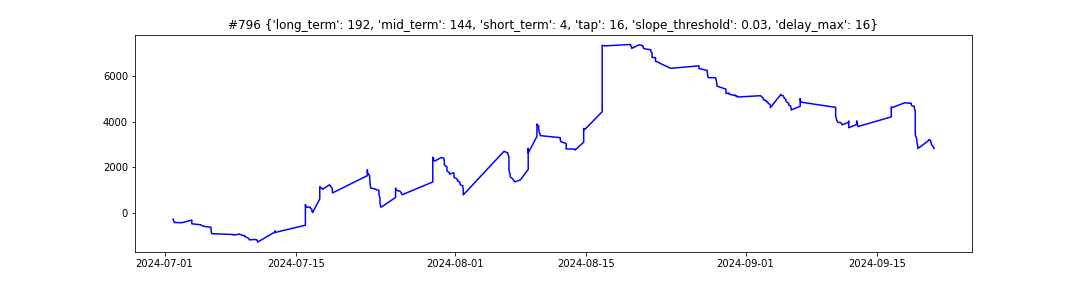 #796 {'long_term': 192, 'mid_term': 144, 'short_term': 4, 'tap': 16, 'slope_threshold': 0.03, 'delay_max': 16}
6000
4000
2000
0
2024-07-01 2024-07-15 2024-08-01 2024-08-15 2024-09-01 2024-09-15